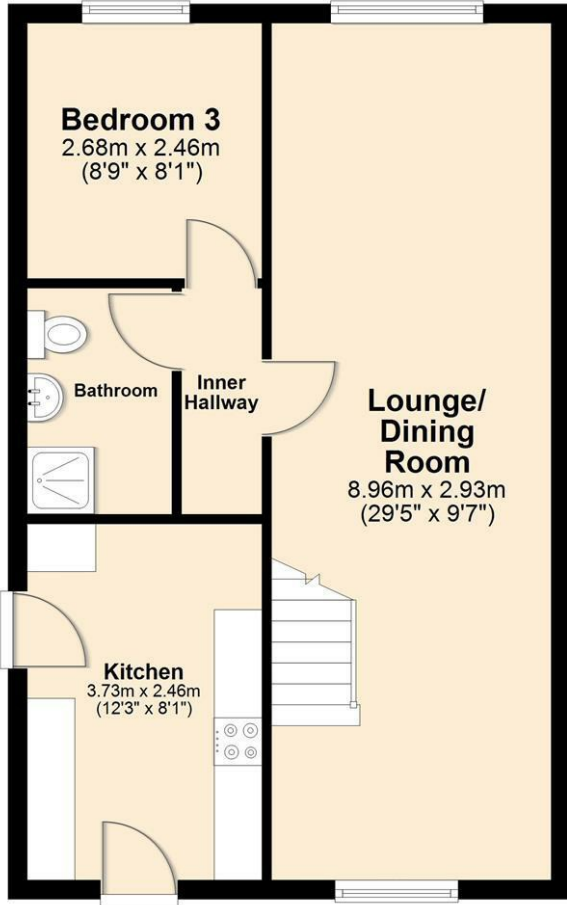 Bedroom 3
2.68m x 2.46m
(8'9" x 8'1")
Bathroom
Inner
Hallway
Lounge/
Dining
Room
8.96m x 2.93m
(29'5" x 9'7")
Kitchen
3.73m x 2.46m
(12'3" x 8'1")